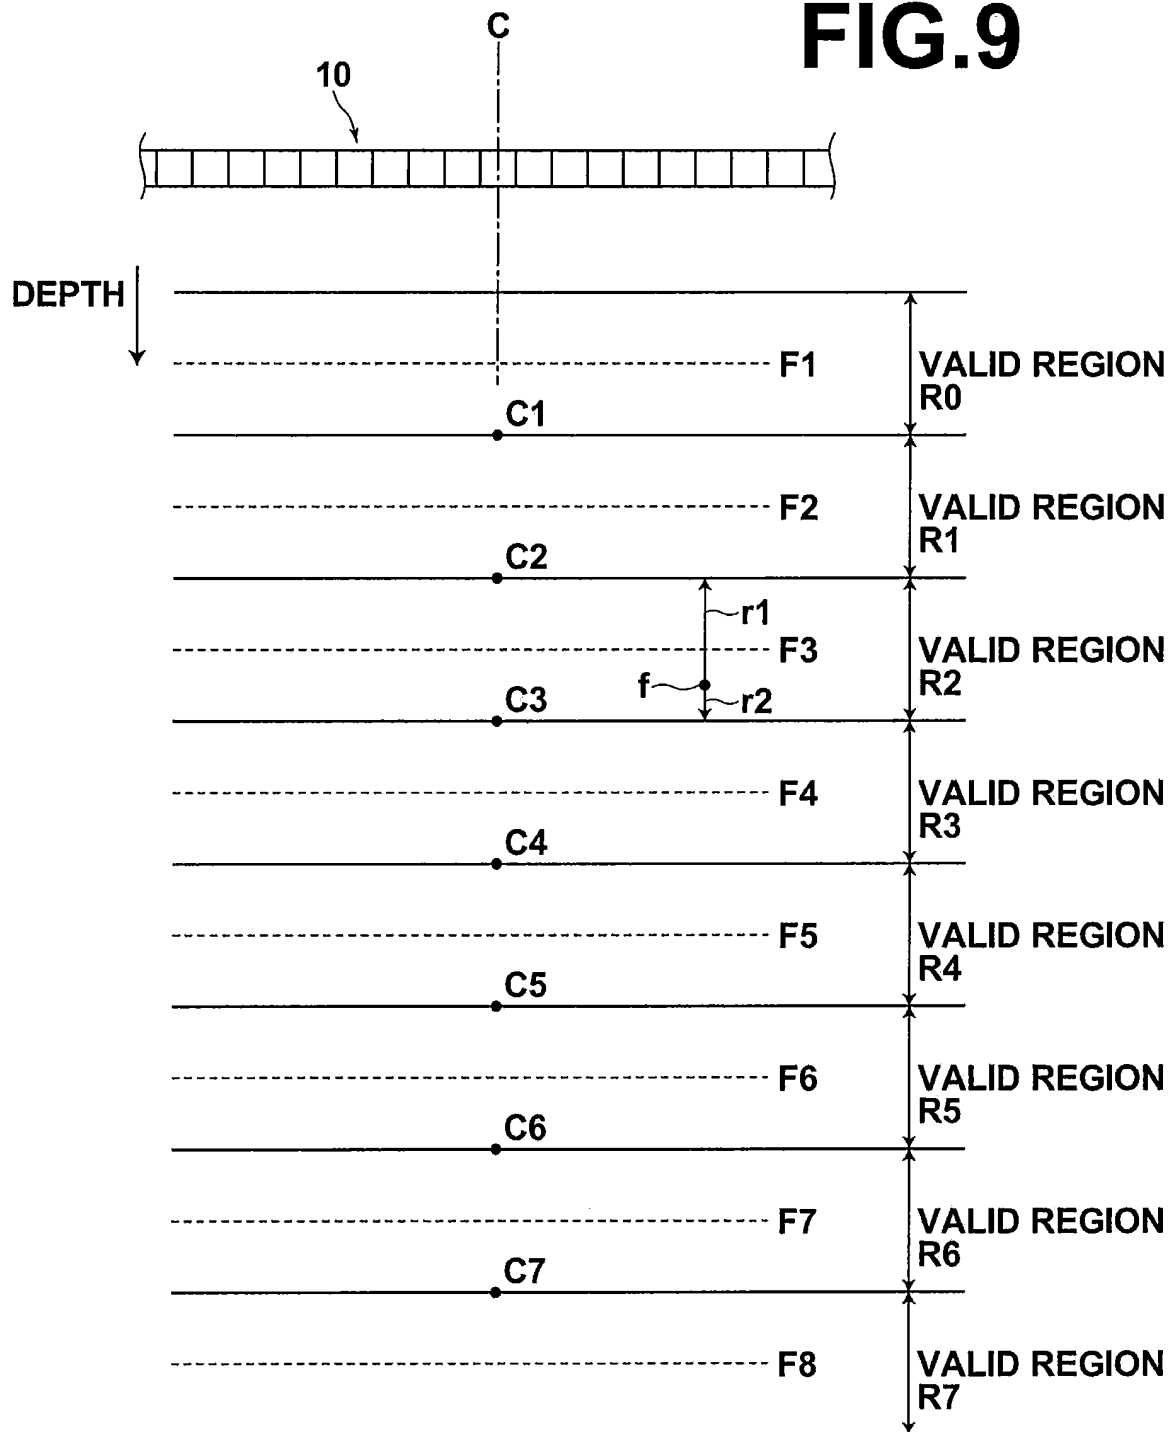 FIG.9
C
10
DEPTH
F1
VALID REGION
R0
C1
F2
VALID REGION
R1
C2
r1
F3
VALID REGION
R2
f
r2
C3
F4
VALID REGION
R3
C4
F5
VALID REGION
R4
C5
F6
VALID REGION
R5
C6
F7
VALID REGION
R6
C7
F8
VALID REGION
R7